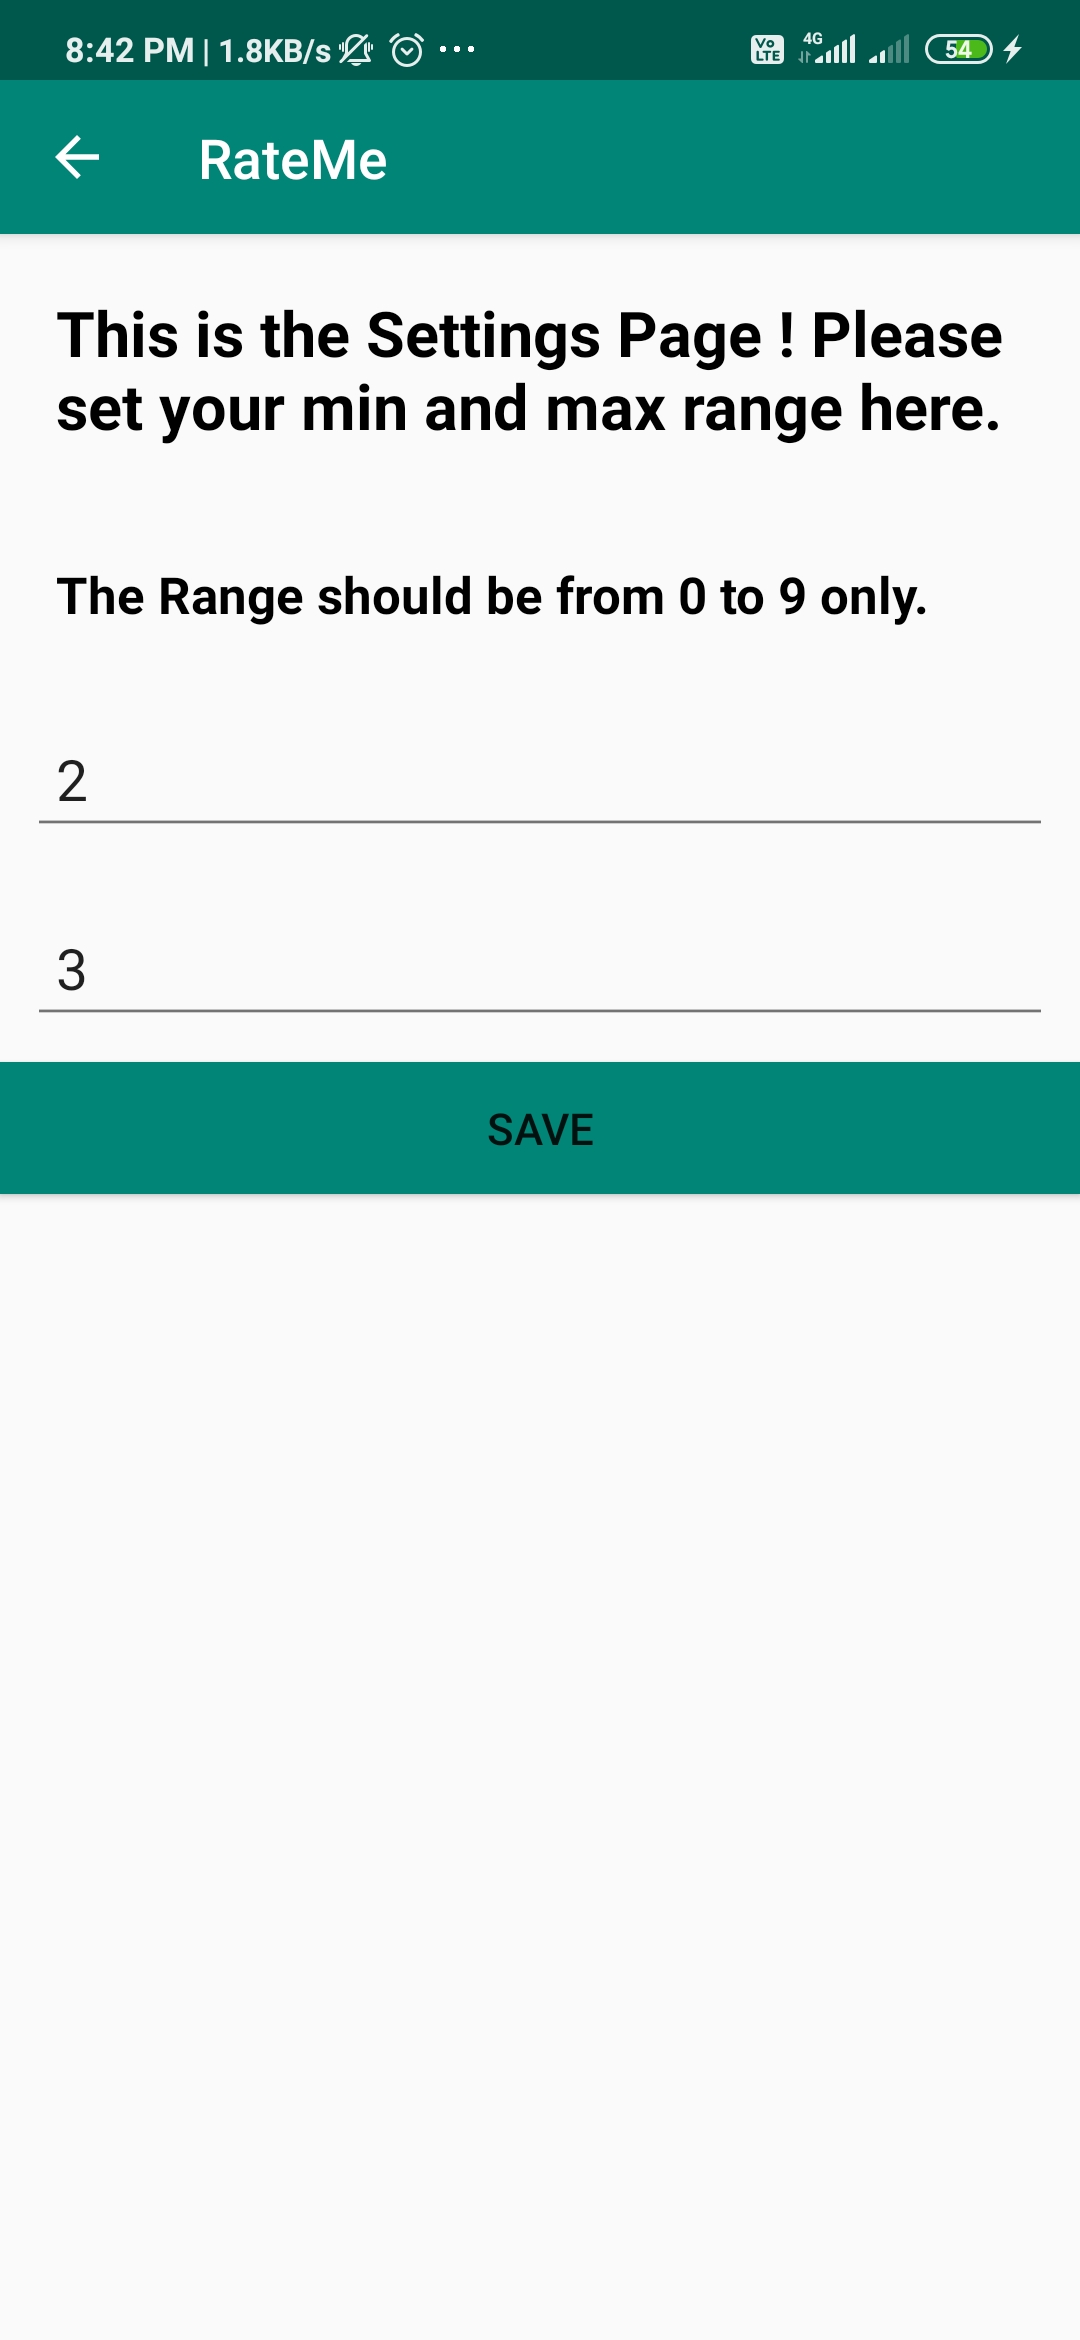 8:42 PM | 1.8KB/s ... Vo LTE 4G 54
RateMe
This is the Settings Page ! Please
set your min and max range here.
The Range should be from 0 to 9 only.
2
3
SAVE